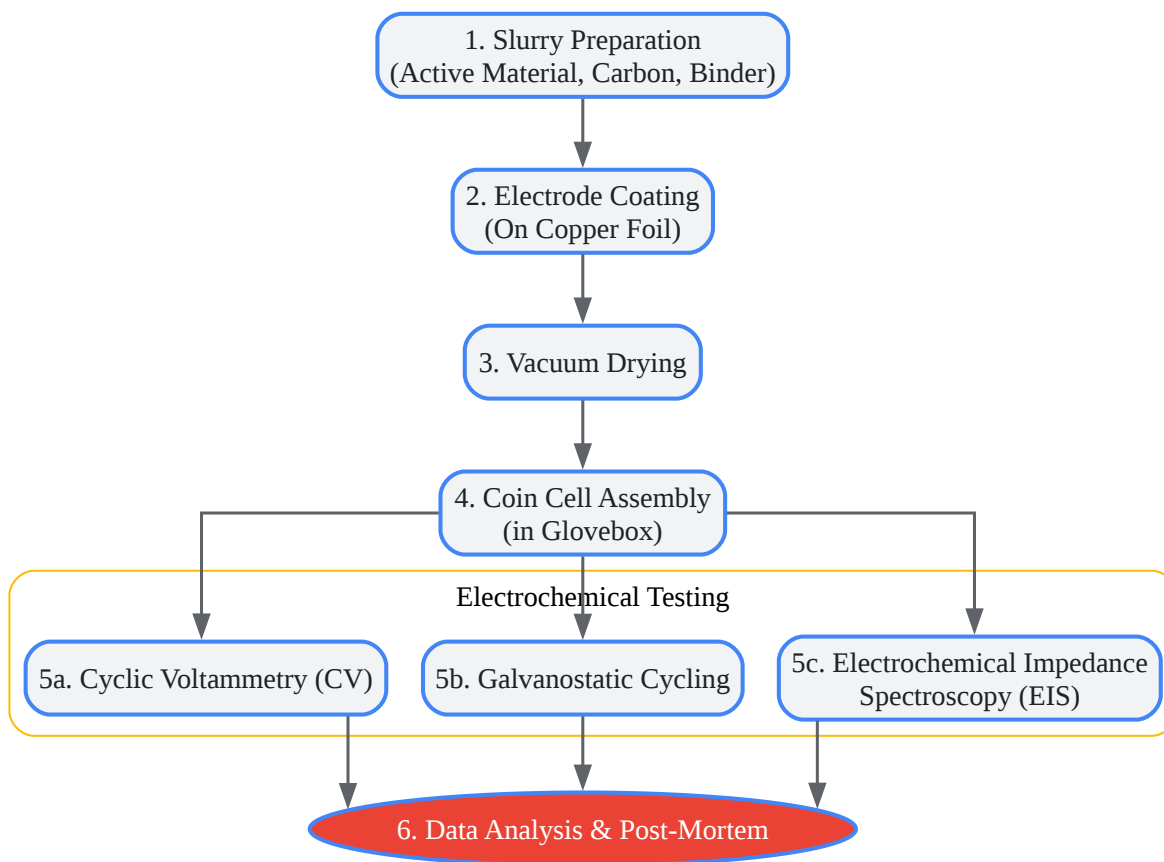 1. Slurry Preparation
(Active Material, Carbon, Binder)
2. Electrode Coating
(On Copper Foil)
3. Vacuum Drying
4. Coin Cell Assembly
(in Glovebox)
Electrochemical Testing
5a. Cyclic Voltammetry (CV)
5b. Galvanostatic Cycling
5c. Electrochemical Impedance
Spectroscopy (EIS)
6. Data Analysis & Post-Mortem